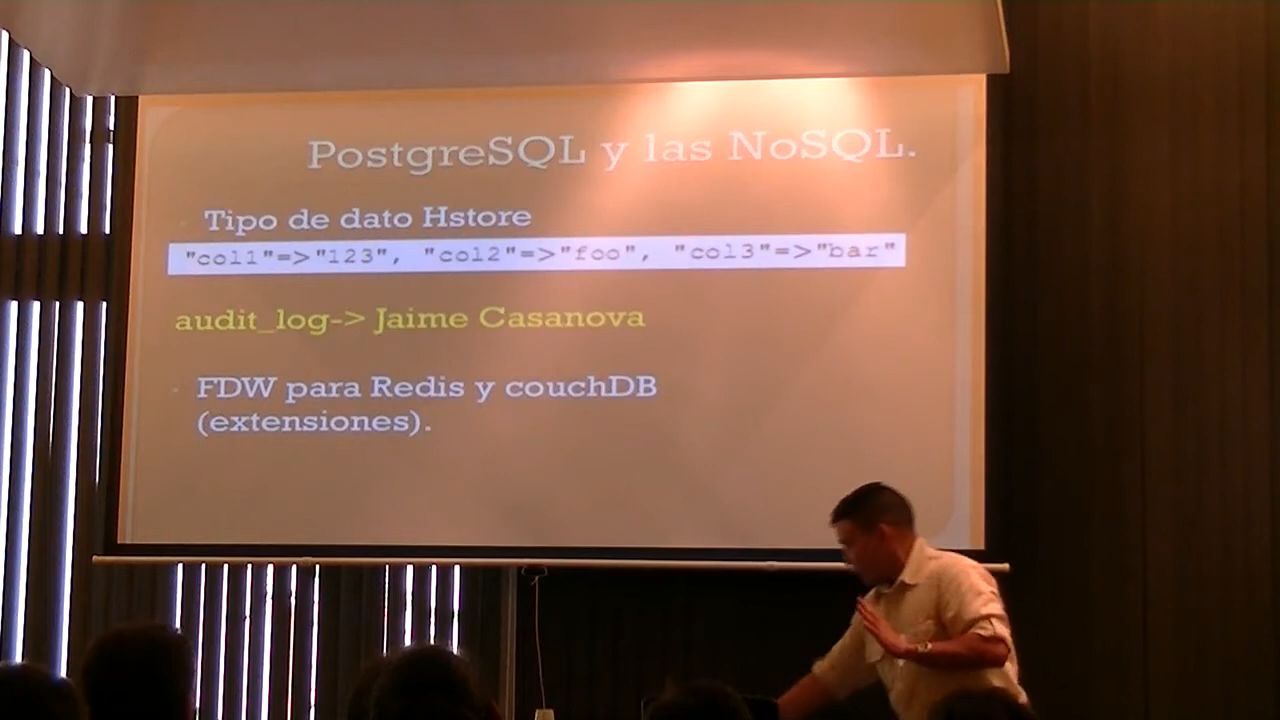 PostgreSQL y las NoSQL.
Tipo de dato Hstore
"col1"=>"123", "col2"=>"foo", "col3"=>"bar"
audit_log-> Jaime Casanova
FDW para Redis y couchDB
(extensiones).